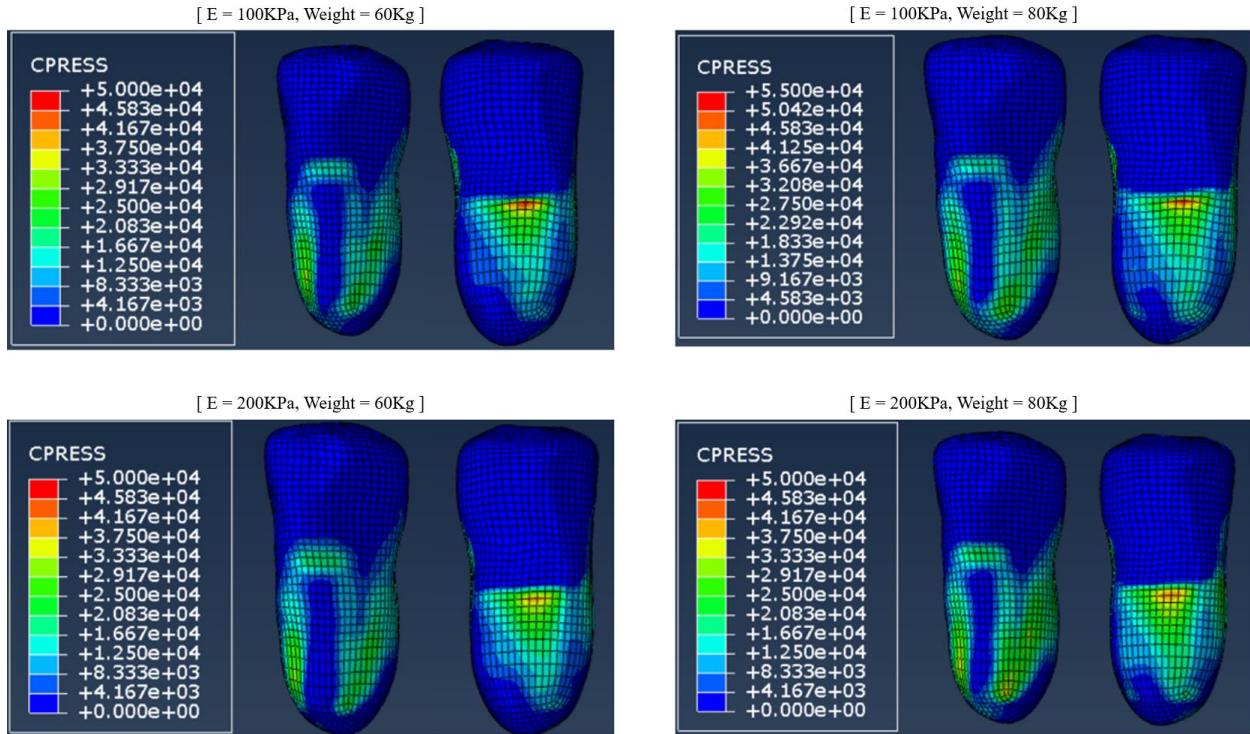 [ E = 100KPa, Weight = 60Kg ]
CPRESS
+5.000e+04
+4.583e+04
+4.167e+04
+3.750e+04
+3.333e+04
+2.917e+04
+2.500e+04
+2.083e+04
+1.667e+04
+1.250e+04
+8.333e+03
+4.167e+03
+0.000e+00
[ E = 100KPa, Weight = 80Kg ]
CPRESS
+5.500e+04
+5.042e+04
+4.583e+04
+4.125e+04
+3.667e+04
+3.208e+04
+2.750e+04
+2.292e+04
+1.833e+04
+1.375e+04
+9.167e+03
+4.583e+03
+0.000e+00
[ E = 200KPa, Weight = 60Kg ]
CPRESS
+5.000e+04
+4.583e+04
+4.167e+04
+3.750e+04
+3.333e+04
+2.917e+04
+2.500e+04
+2.083e+04
+1.667e+04
+1.250e+04
+8.333e+03
+4.167e+03
+0.000e+00
[ E = 200KPa, Weight = 80Kg ]
CPRESS
+5.000e+04
+4.583e+04
+4.167e+04
+3.750e+04
+3.333e+04
+2.917e+04
+2.500e+04
+2.083e+04
+1.667e+04
+1.250e+04
+8.333e+03
+4.167e+03
+0.000e+00